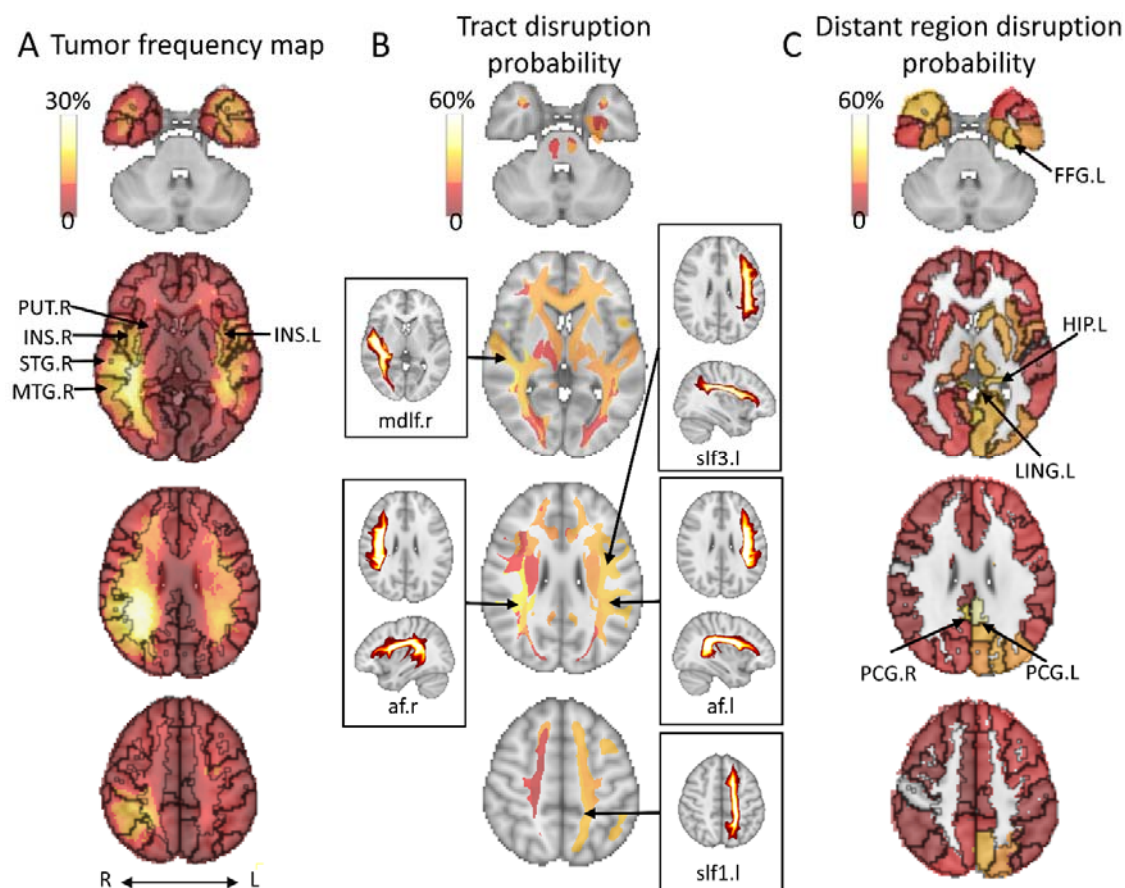 A Tumor frequency map
30%
0
PUT.R
INS.R
STG.R
MTG.R
INS.L
R L
B Tract disruption
probability
60%
0
mdlf.r
slf3.l
af.r
af.l
slf1.l
C Distant region disruption
probability
60%
0
FFG.L
HIP.L
LING.L
PCG.R
PCG.L